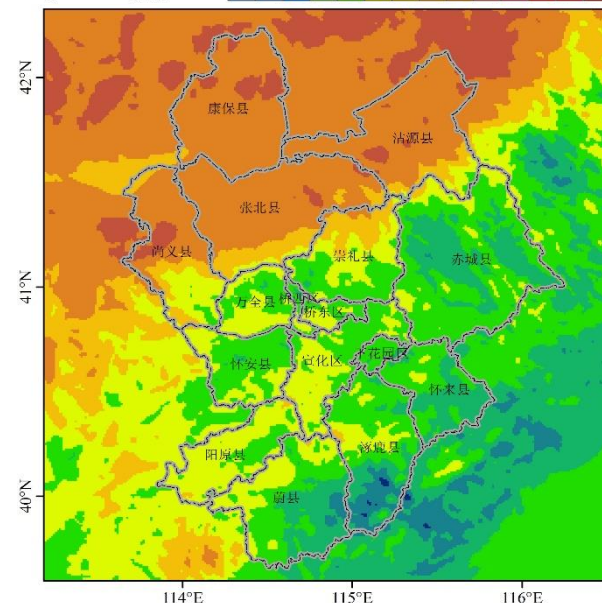 42°N
康保县
沽源县
张北县
尚义县
崇礼县
赤城县
41°N
万全县
桥西区
桥东区
宣化区
下花园区
怀安县
怀来县
阳原县
涿鹿县
40°N
蔚县
114°E
115°E
116°E